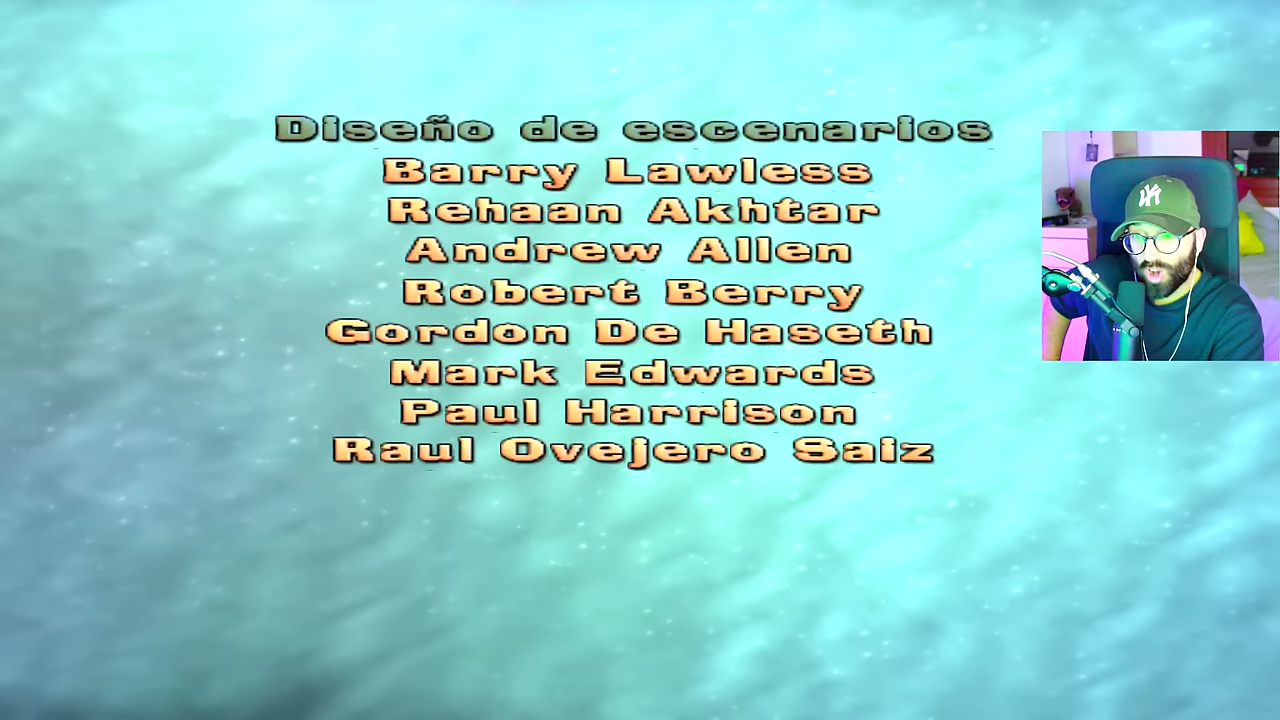 Diseño de escenarios
Barry Lawless
Rehaan Akhtar
Andrew Allen
Robert Berry
Gordon De Haseth
Mark Edwards
Paul Harrison
Raul Ovejero Saiz